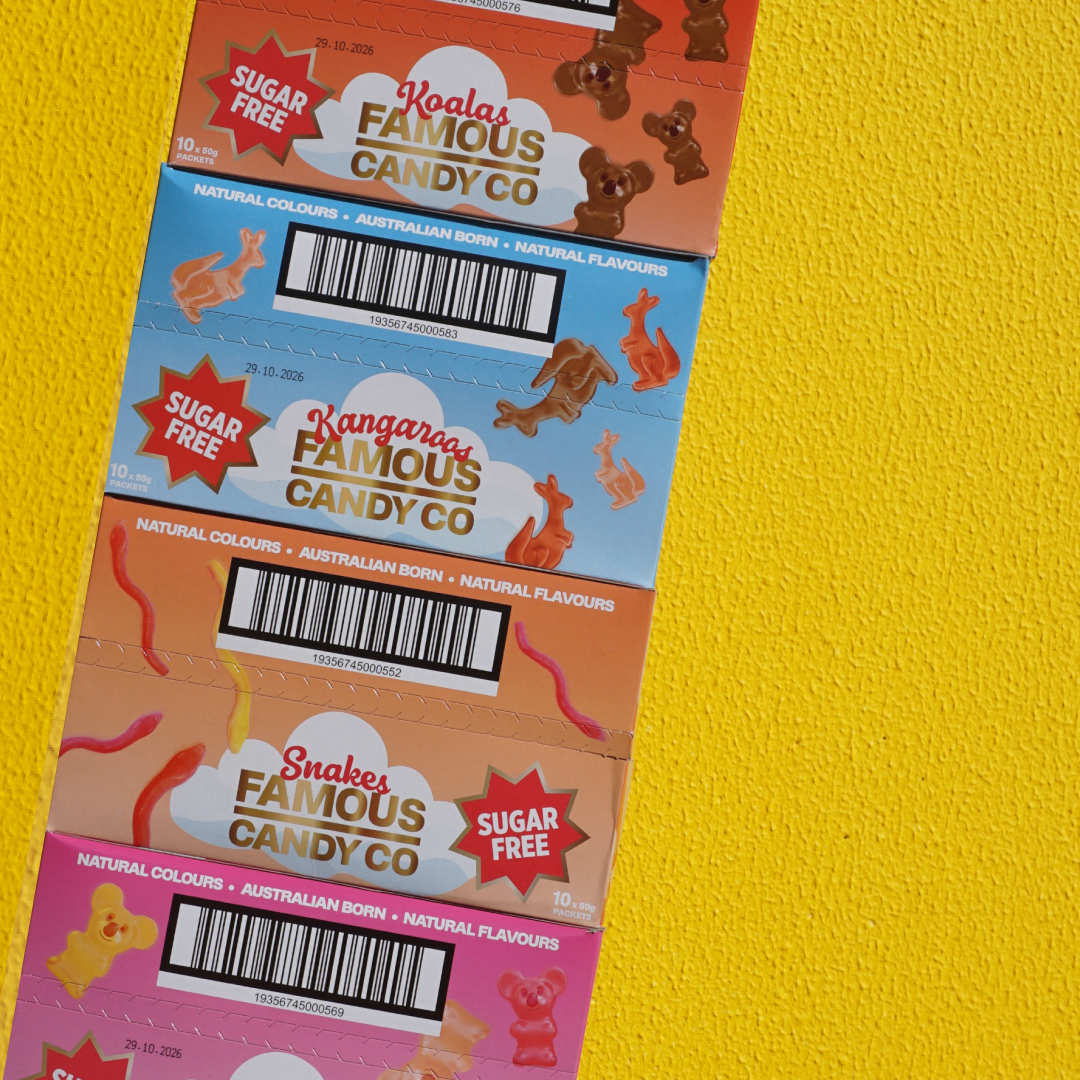 29.10.2026
SUGAR
FREE
Koalas
FAMOUS
CANDY CO
10 x 50g
PACKETS
NATURAL COLOURS • AUSTRALIAN BORN • NATURAL FLAVOURS
19356745000583
29.10.2026
SUGAR
FREE
Kangaroos
FAMOUS
CANDY CO
10 x 50g
PACKETS
NATURAL COLOURS • AUSTRALIAN BORN • NATURAL FLAVOURS
19356745000552
Snakes
FAMOUS
CANDY CO
SUGAR
FREE
10 x 50g
PACKETS
NATURAL COLOURS • AUSTRALIAN BORN • NATURAL FLAVOURS
19356745000569
29.10.2026